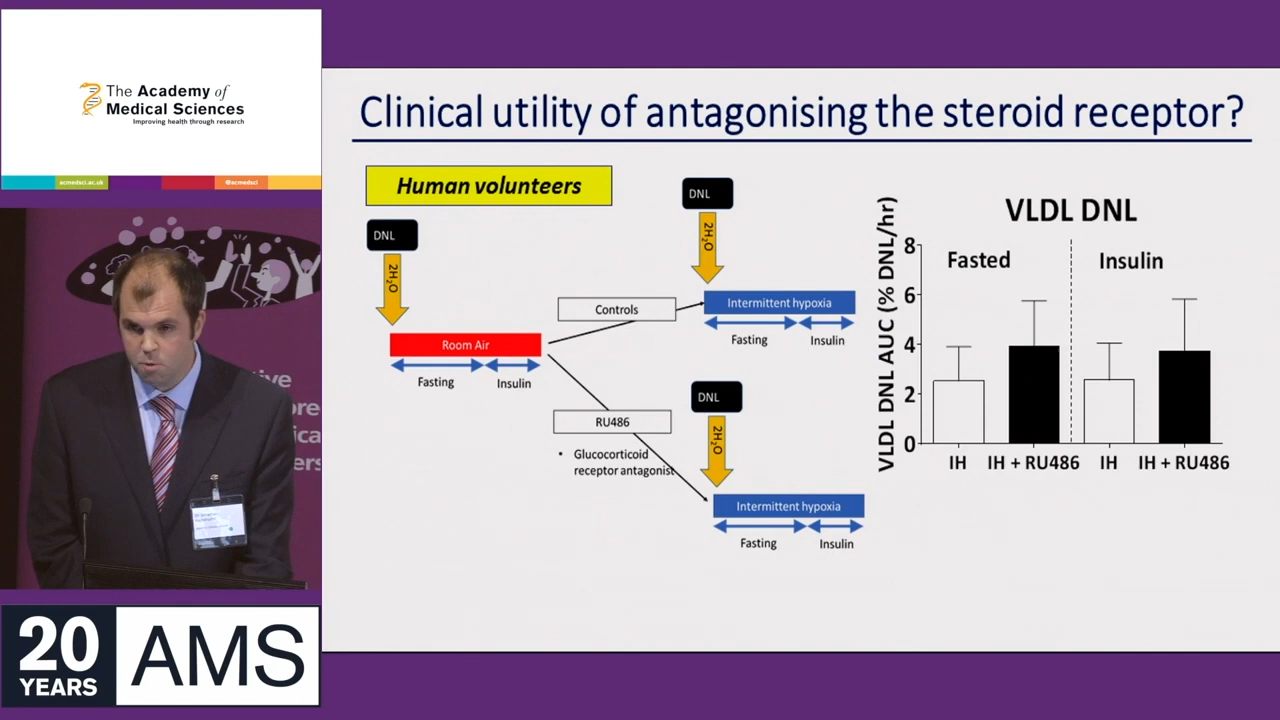 The Academy of
Medical Sciences
Improving health through research
acmedsci.ac.uk
@acmedsci
20
YEARS
AMS
Clinical utility of antagonising the steroid receptor?
Human volunteers
DNL
2H2O
Room Air
Fasting
Insulin
Controls
DNL
2H2O
Intermittent hypoxia
Fasting
Insulin
RU486
• Glucocorticoid
receptor antagonist
DNL
2H2O
Intermittent hypoxia
Fasting
Insulin
VLDL DNL
VLDL DNL AUC (% DNL/hr)
8
6
4
2
0
Fasted
Insulin
IH
IH + RU486
IH
IH + RU486